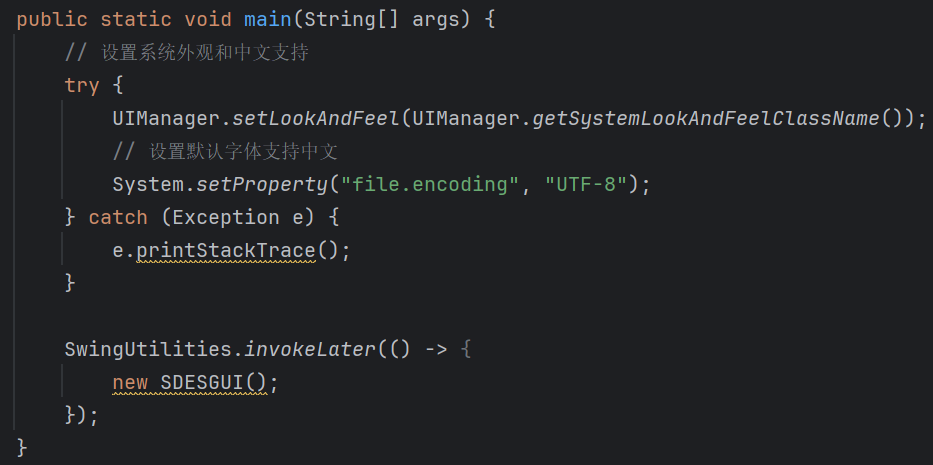 public static void main(String[] args) {
    // 设置系统外观和中文支持
    try {
        UIManager.setLookAndFeel(UIManager.getSystemLookAndFeelClassName());
        // 设置默认字体支持中文
        System.setProperty("file.encoding", "UTF-8");
    } catch (Exception e) {
        e.printStackTrace();
    }

    SwingUtilities.invokeLater(() -> {
        new SDESGUI();
    });
}